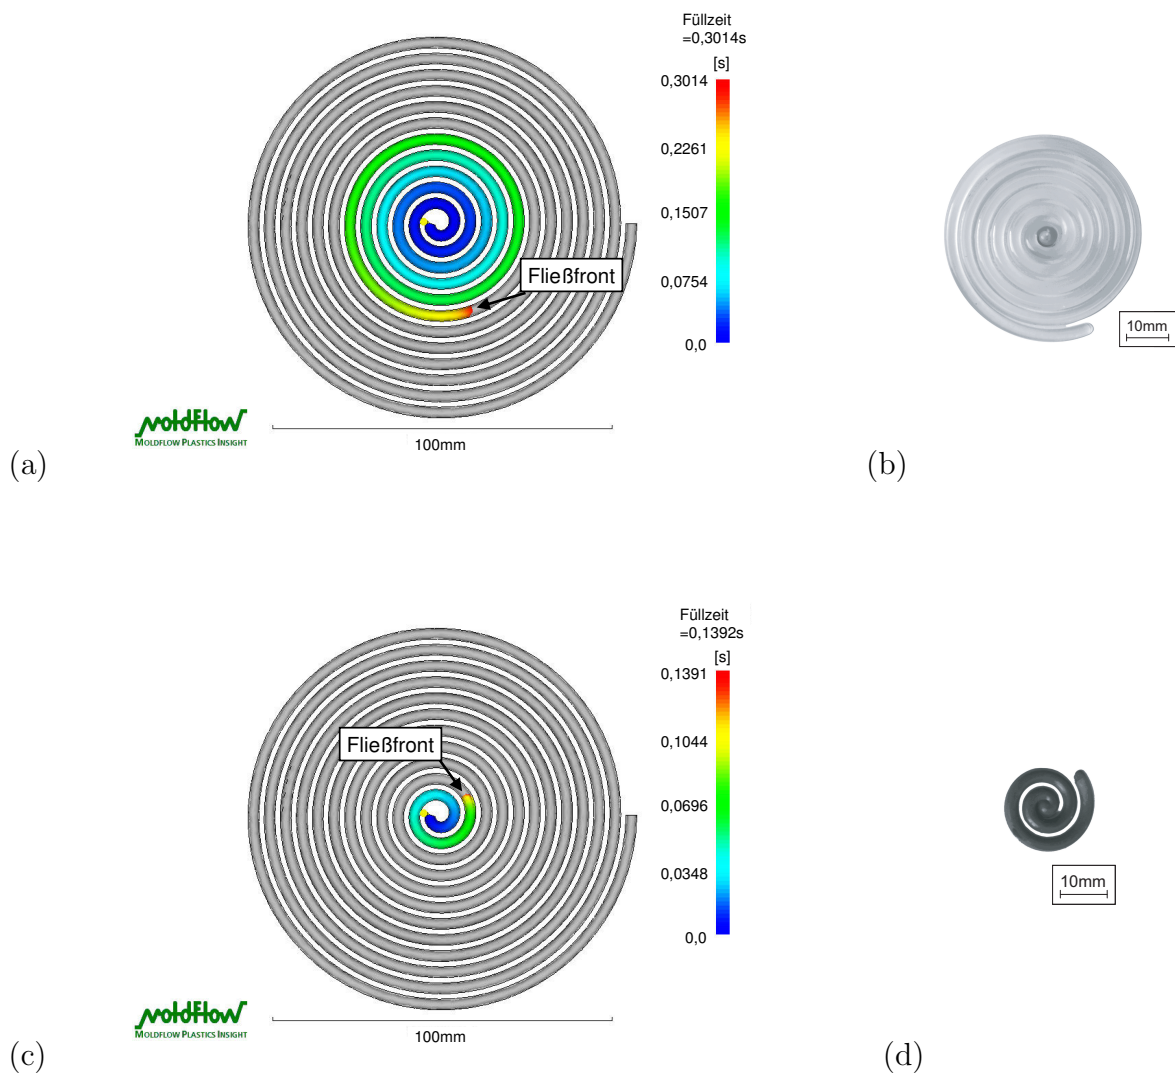 Füllzeit
=0,3014s
[s]
0,3014
0,2261
0,1507
0,0754
0,0
Fließfront
moldflow
MOLDFLOW PLASTICS INSIGHT
100mm
(a)
10mm
(b)
Füllzeit
=0,1392s
[s]
0,1391
0,1044
0,0696
0,0348
0,0
Fließfront
moldflow
MOLDFLOW PLASTICS INSIGHT
100mm
(c)
10mm
(d)